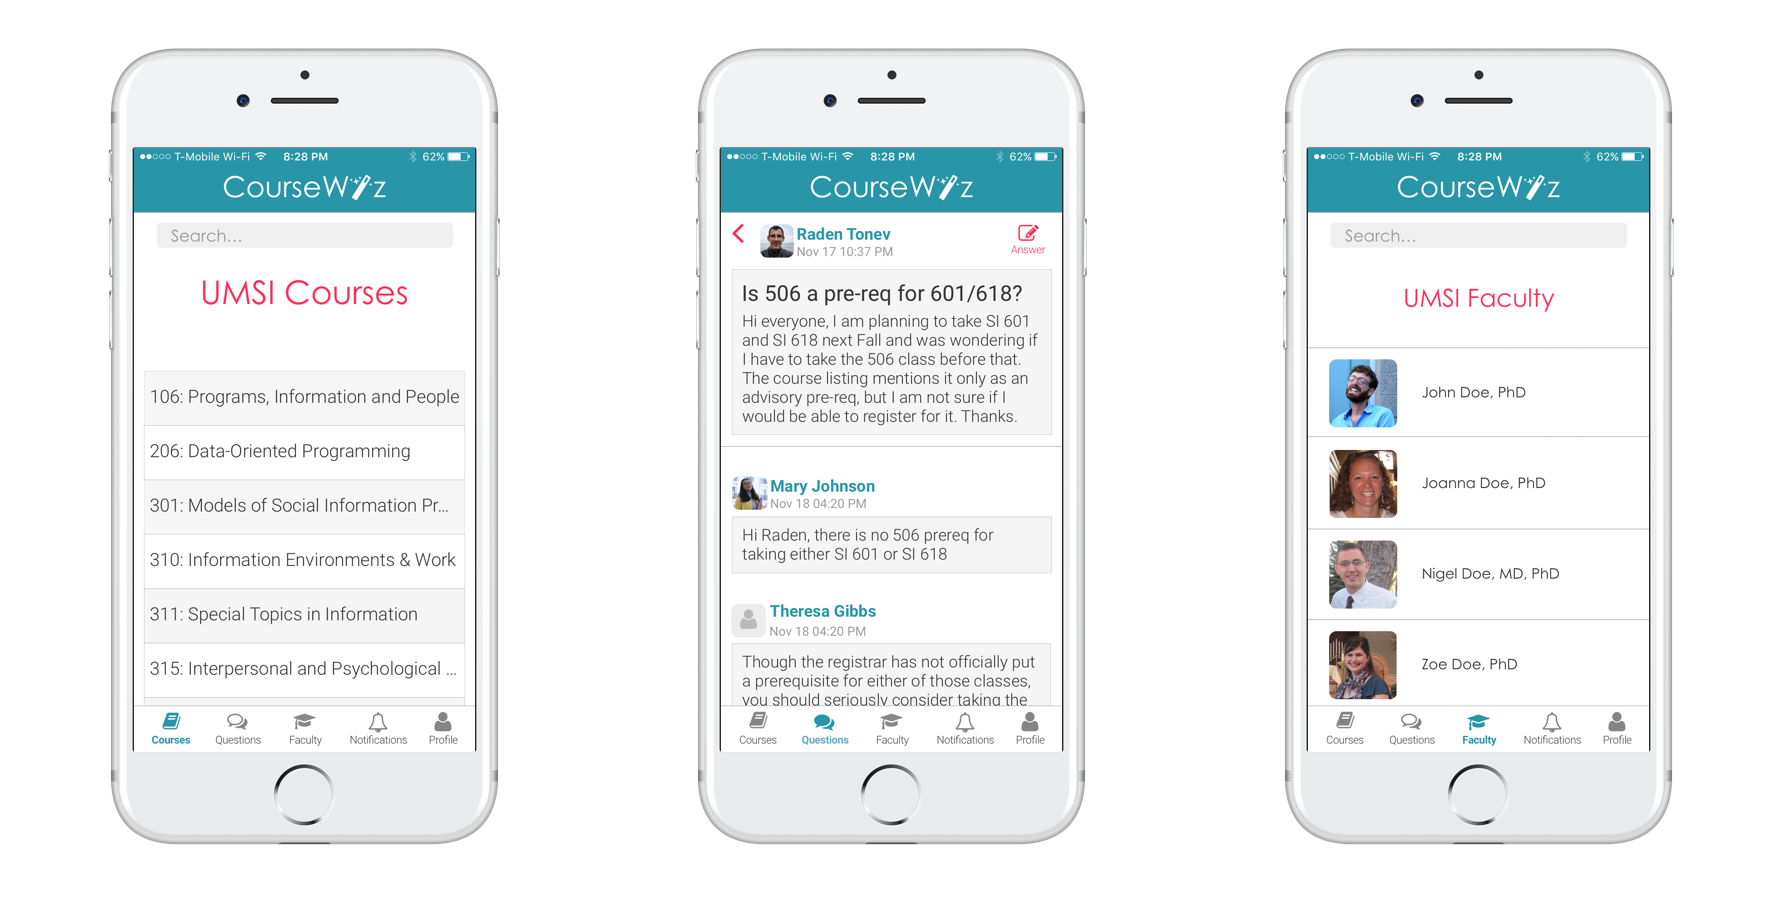 T-Mobile Wi-Fi 8:28 PM 62%
CourseWiz
Search...
UMSI Courses
106: Programs, Information and People
206: Data-Oriented Programming
301: Models of Social Information Pr...
310: Information Environments & Work
311: Special Topics in Information
315: Interpersonal and Psychological ...
Courses Questions Faculty Notifications Profile
T-Mobile Wi-Fi 8:28 PM 62%
CourseWiz
Raden Tonev
Nov 17 10:37 PM
Answer
Is 506 a pre-req for 601/618?
Hi everyone, I am planning to take SI 601
and SI 618 next Fall and was wondering if
I have to take the 506 class before that.
The course listing mentions it only as an
advisory pre-req, but I am not sure if I
would be able to register for it. Thanks.
Mary Johnson
Nov 18 04:20 PM
Hi Raden, there is no 506 prereq for
taking either SI 601 or SI 618
Theresa Gibbs
Nov 18 04:20 PM
Though the registrar has not officially put
a prerequisite for either of those classes,
you should seriously consider taking the
Courses Questions Faculty Notifications Profile
T-Mobile Wi-Fi 8:28 PM 62%
CourseWiz
Search...
UMSI Faculty
John Doe, PhD
Joanna Doe, PhD
Nigel Doe, MD, PhD
Zoe Doe, PhD
Courses Questions Faculty Notifications Profile